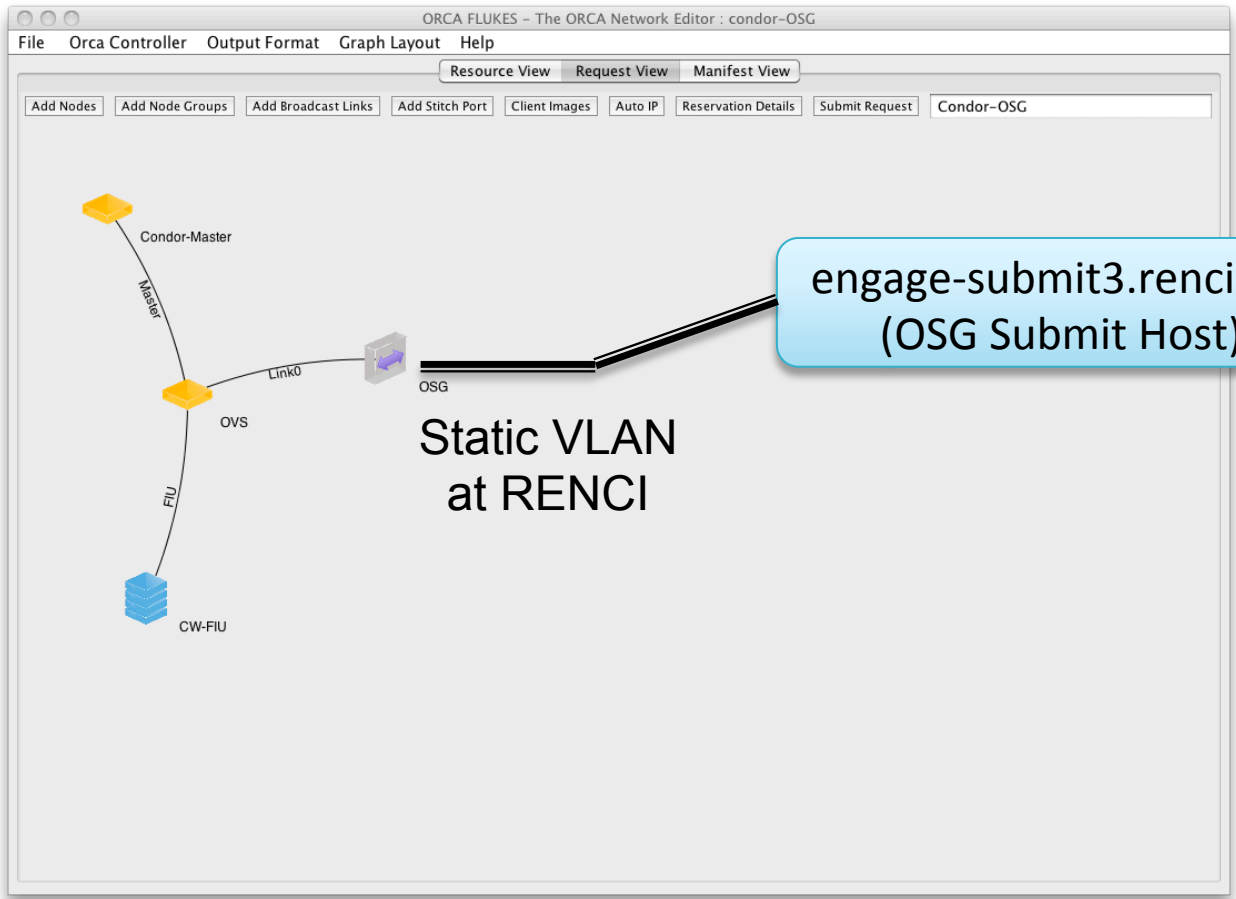 ORCA FLUKES – The ORCA Network Editor : condor-OSG
File Orca Controller Output Format Graph Layout Help
Resource View Request View Manifest View
Add Nodes Add Node Groups Add Broadcast Links Add Stitch Port Client Images Auto IP Reservation Details Submit Request Condor-OSG
Condor-Master
Master
engage-submit3.renci
(OSG Submit Host)
Link0
OSG
OVS
Static VLAN
at RENCI
FIU
CW-FIU